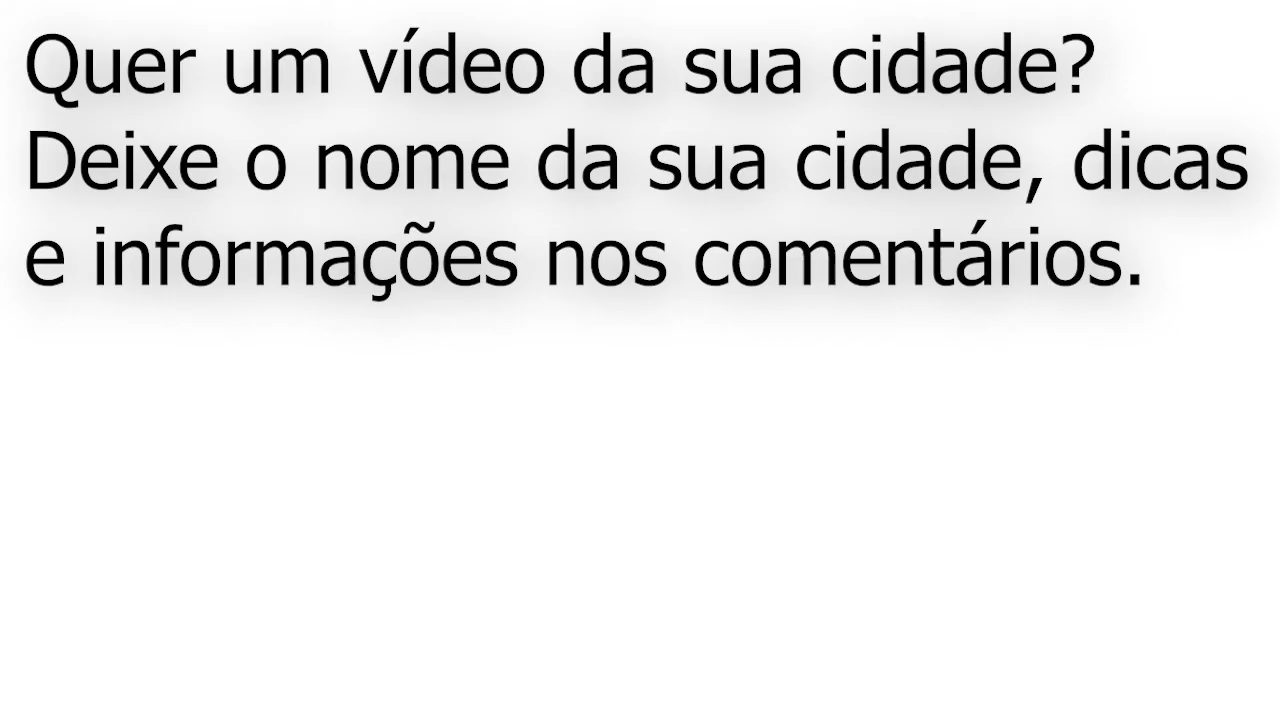 Quer um vídeo da sua cidade?
Deixe o nome da sua cidade, dicas
e informações nos comentários.